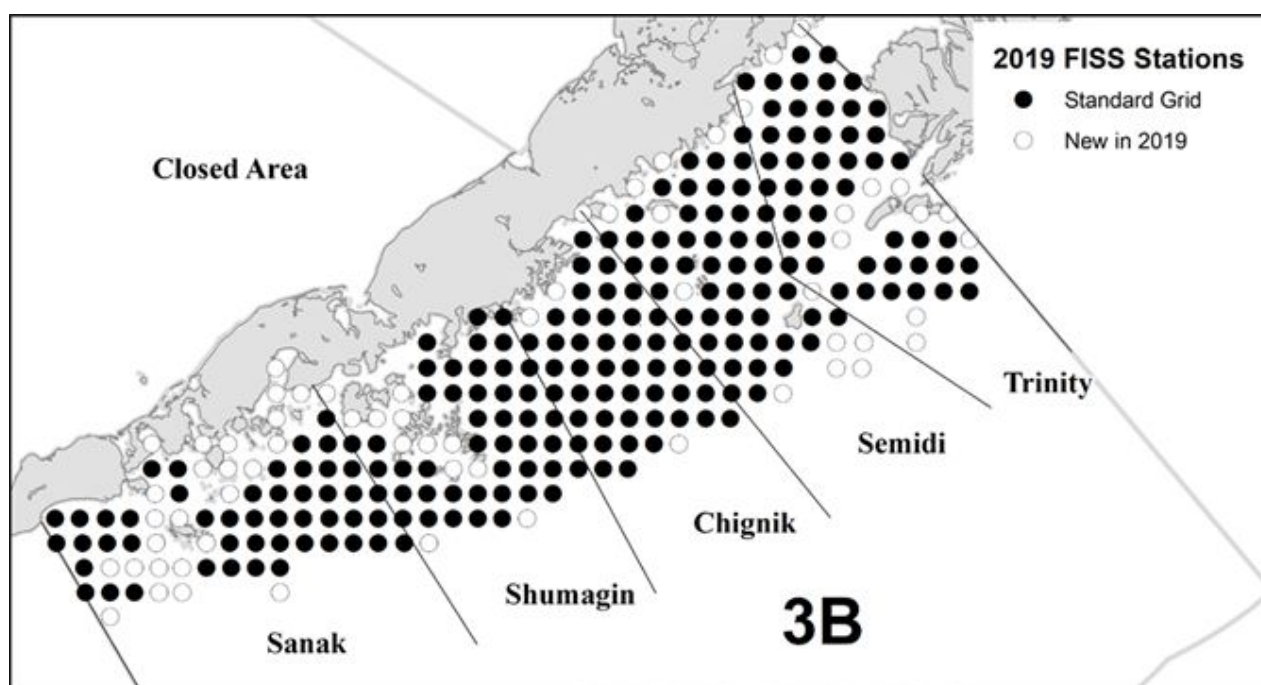 2019 FISS Stations
Standard Grid
New in 2019
Closed Area
Trinity
Semidi
Chignik
Shumagin
3B
Sanak